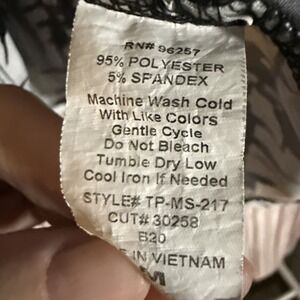 RN# 96257
95% POLYESTER
5% SPANDEX
Machine Wash Cold
With Like Colors
Gentle Cycle
Do Not Bleach
Tumble Dry Low
Cool Iron If Needed
STYLE# TP-MS-217
CUT# 30258
B20
IN VIETNAM
M